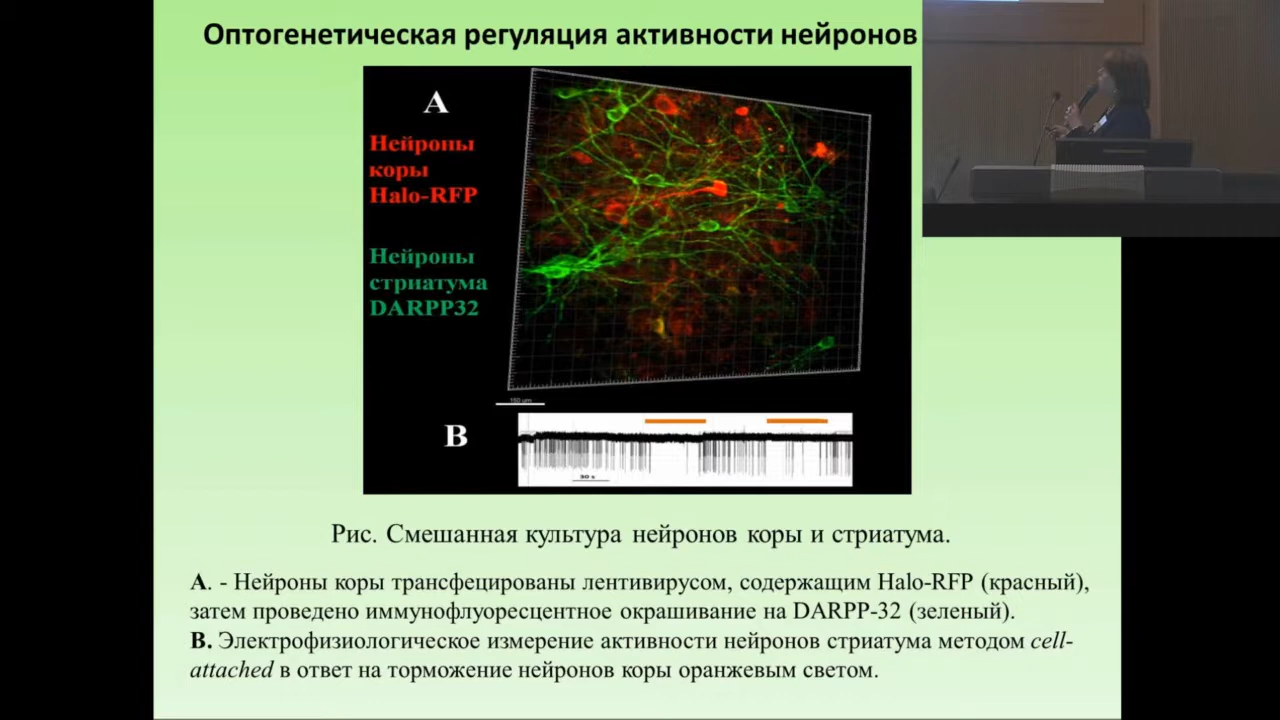 Оптогенетическая регуляция активности нейронов
A
Нейроны
коры
Halo-RFP
Нейроны
стриатума
DARPP32
150 um
B
30 s
Рис. Смешанная культура нейронов коры и стриатума.
A. - Нейроны коры трансфецированы лентивирусом, содержащим Halo-RFP (красный),
затем проведено иммунофлуоресцентное окрашивание на DARPP-32 (зеленый).
B. Электрофизиологическое измерение активности нейронов стриатума методом cell-
attached в ответ на торможение нейронов коры оранжевым светом.